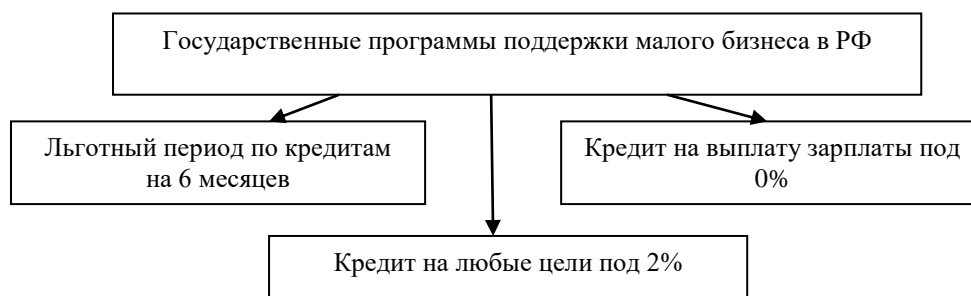 Государственные программы поддержки малого бизнеса в РФ
Льготный период по кредитам
на 6 месяцев
Кредит на выплату зарплаты под
0%
Кредит на любые цели под 2%